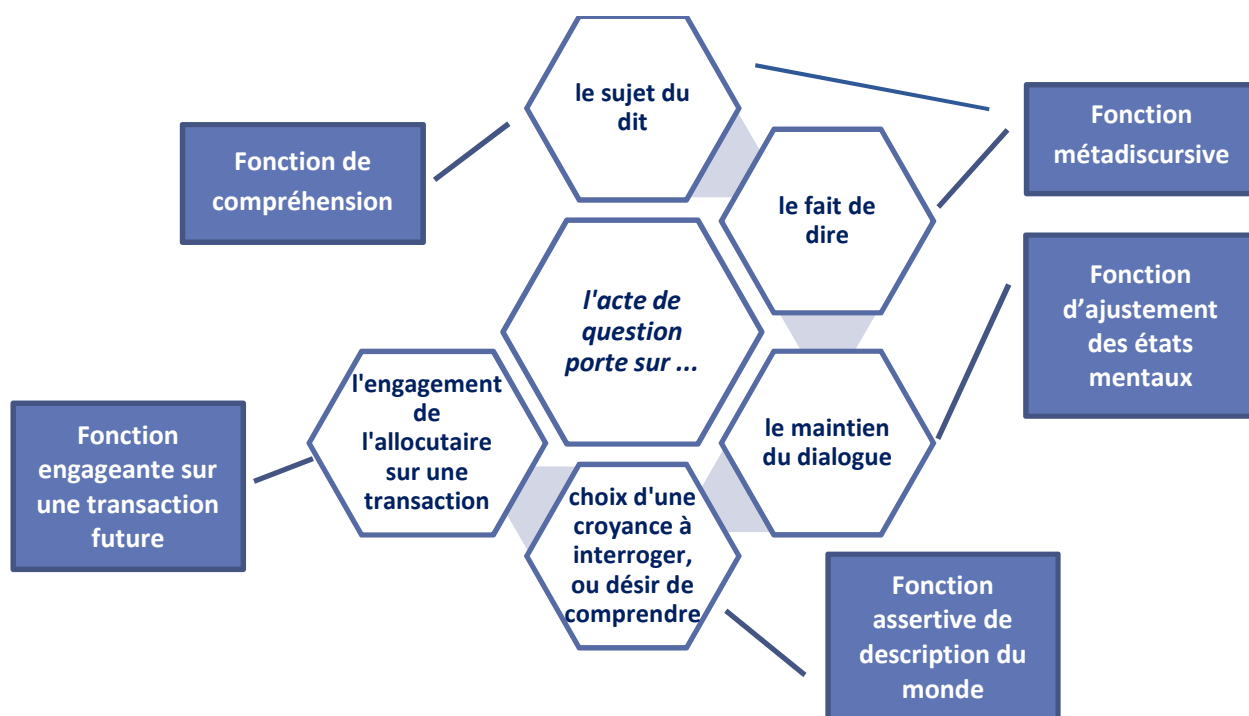 le sujet du
dit
Fonction de
compréhension
Fonction
métadiscursive
le fait de
dire
l'acte de
question
porte sur ...
Fonction
d’ajustement
des états
mentaux
l'engagement
de
l'allocutaire
sur une
transaction
Fonction
engageante sur
une transaction
future
le maintien
du dialogue
choix d'une
croyance à
interroger,
ou désir de
comprendre
Fonction
assertive de
description du
monde